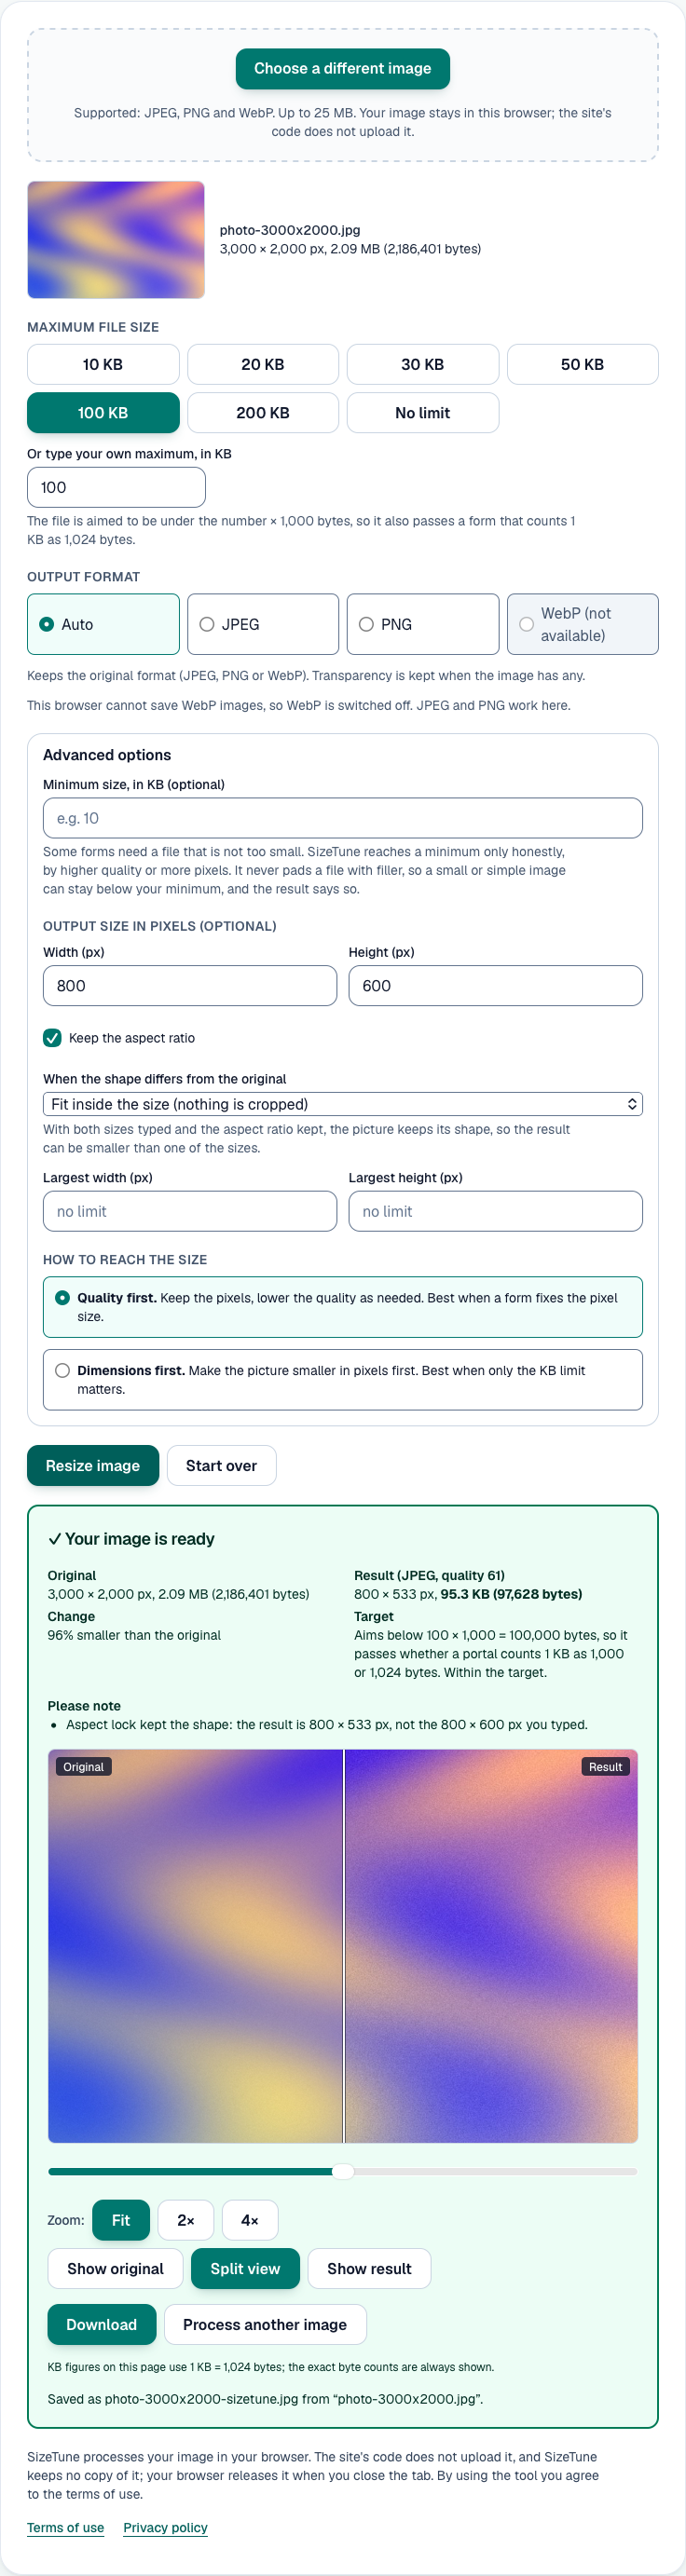 Choose a different image
Supported: JPEG, PNG and WebP. Up to 25 MB. Your image stays in this browser; the site's
code does not upload it.
photo-3000x2000.jpg
3,000 × 2,000 px, 2.09 MB (2,186,401 bytes)
MAXIMUM FILE SIZE
10 KB
20 KB
30 KB
50 KB
100 KB
200 KB
No limit
Or type your own maximum, in KB
100
The file is aimed to be under the number × 1,000 bytes, so it also passes a form that counts 1
KB as 1,024 bytes.
OUTPUT FORMAT
Auto
JPEG
PNG
WebP (not
available)
Keeps the original format (JPEG, PNG or WebP). Transparency is kept when the image has any.
This browser cannot save WebP images, so WebP is switched off. JPEG and PNG work here.
Advanced options
Minimum size, in KB (optional)
e.g. 10
Some forms need a file that is not too small. SizeTune reaches a minimum only honestly,
by higher quality or more pixels. It never pads a file with filler, so a small or simple image
can stay below your minimum, and the result says so.
OUTPUT SIZE IN PIXELS (OPTIONAL)
Width (px)
Height (px)
800
600
Keep the aspect ratio
When the shape differs from the original
Fit inside the size (nothing is cropped)
With both sizes typed and the aspect ratio kept, the picture keeps its shape, so the result
can be smaller than one of the sizes.
Largest width (px)
Largest height (px)
no limit
no limit
HOW TO REACH THE SIZE
Quality first. Keep the pixels, lower the quality as needed. Best when a form fixes the pixel
size.
Dimensions first. Make the picture smaller in pixels first. Best when only the KB limit
matters.
Resize image
Start over
✓ Your image is ready
Original
3,000 × 2,000 px, 2.09 MB (2,186,401 bytes)
Result (JPEG, quality 61)
800 × 533 px, 95.3 KB (97,628 bytes)
Change
96% smaller than the original
Target
Aims below 100 × 1,000 = 100,000 bytes, so it
passes whether a portal counts 1 KB as 1,000
or 1,024 bytes. Within the target.
Please note
• Aspect lock kept the shape: the result is 800 × 533 px, not the 800 × 600 px you typed.
Original
Result
Zoom:
Fit
2×
4×
Show original
Split view
Show result
Download
Process another image
KB figures on this page use 1 KB = 1,024 bytes; the exact byte counts are always shown.
Saved as photo-3000x2000-sizetune.jpg from “photo-3000x2000.jpg”.
SizeTune processes your image in your browser. The site's code does not upload it, and SizeTune
keeps no copy of it; your browser releases it when you close the tab. By using the tool you agree
to the terms of use.
Terms of use
Privacy policy